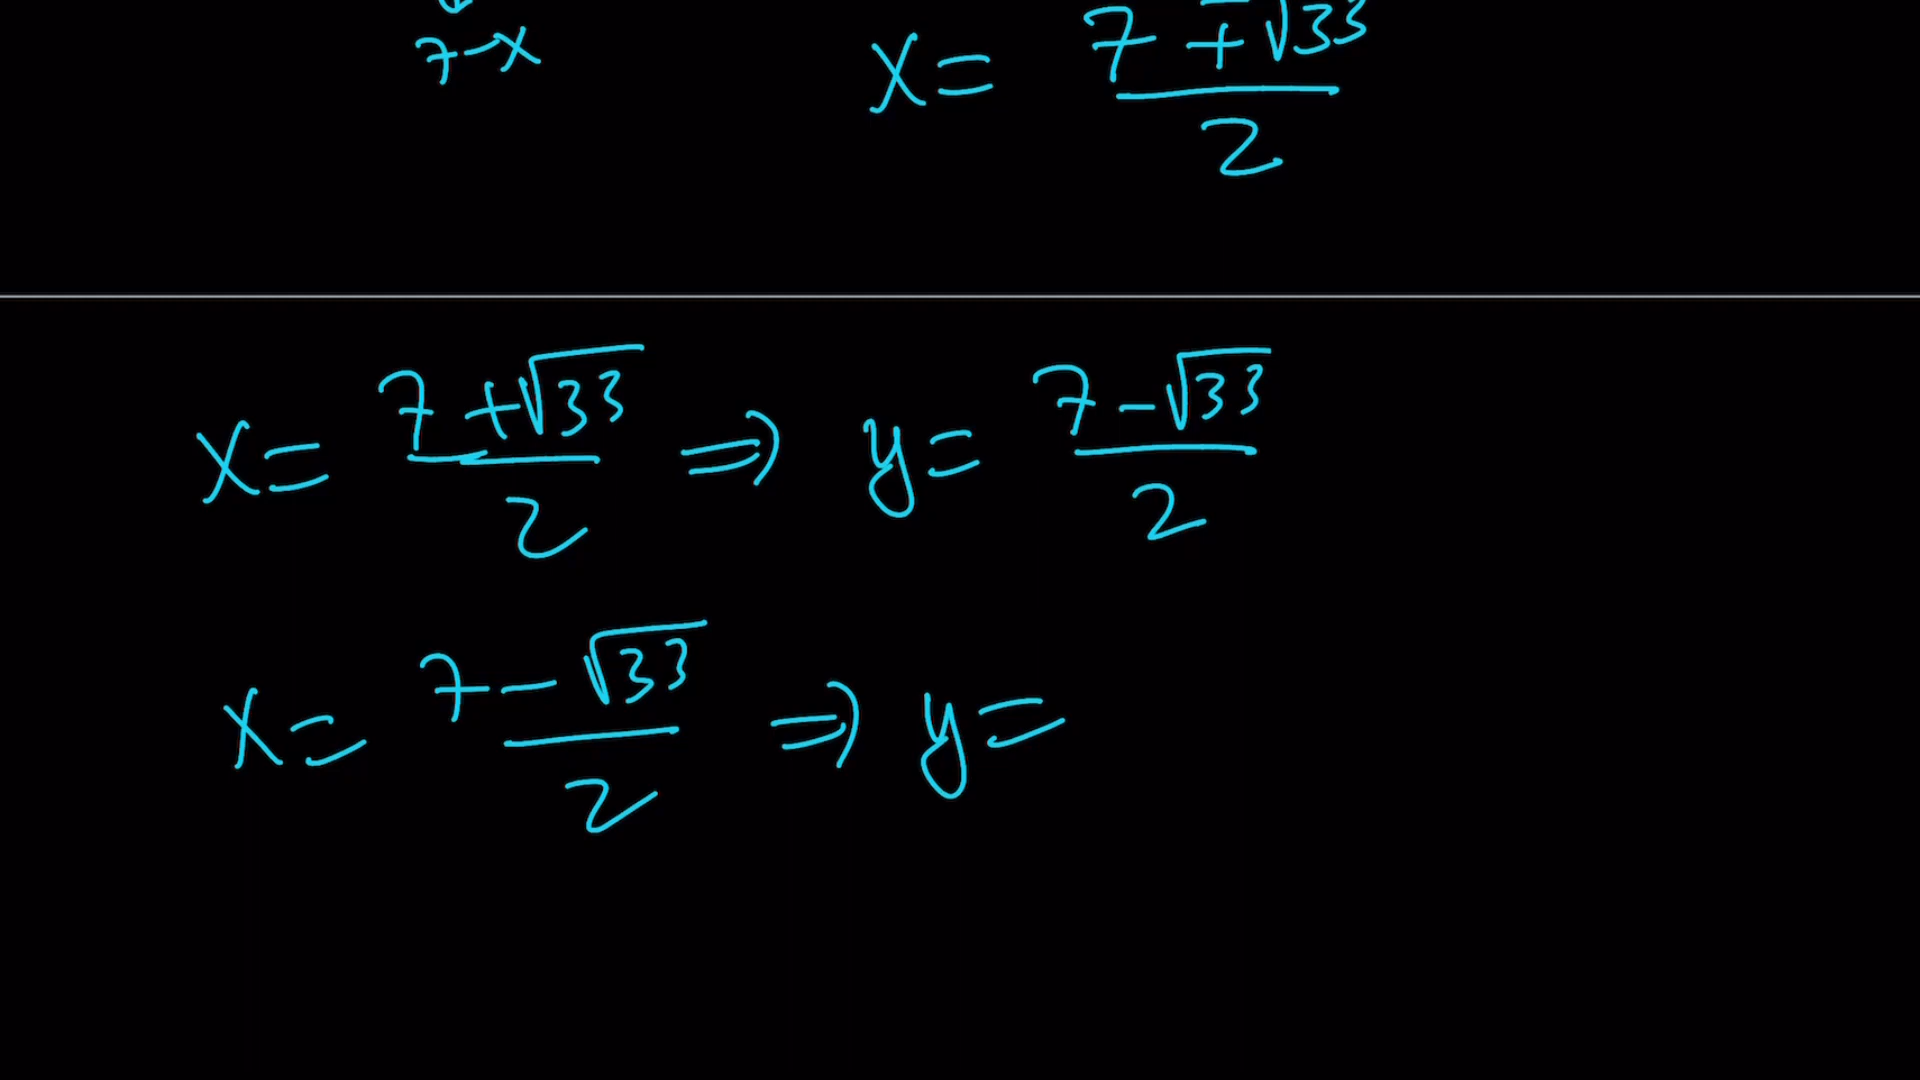 7-x
x = (7 ∓ √33)/2
x = (7 + √33)/2 ⇒ y = (7 - √33)/2
x = (7 - √33)/2 ⇒ y =